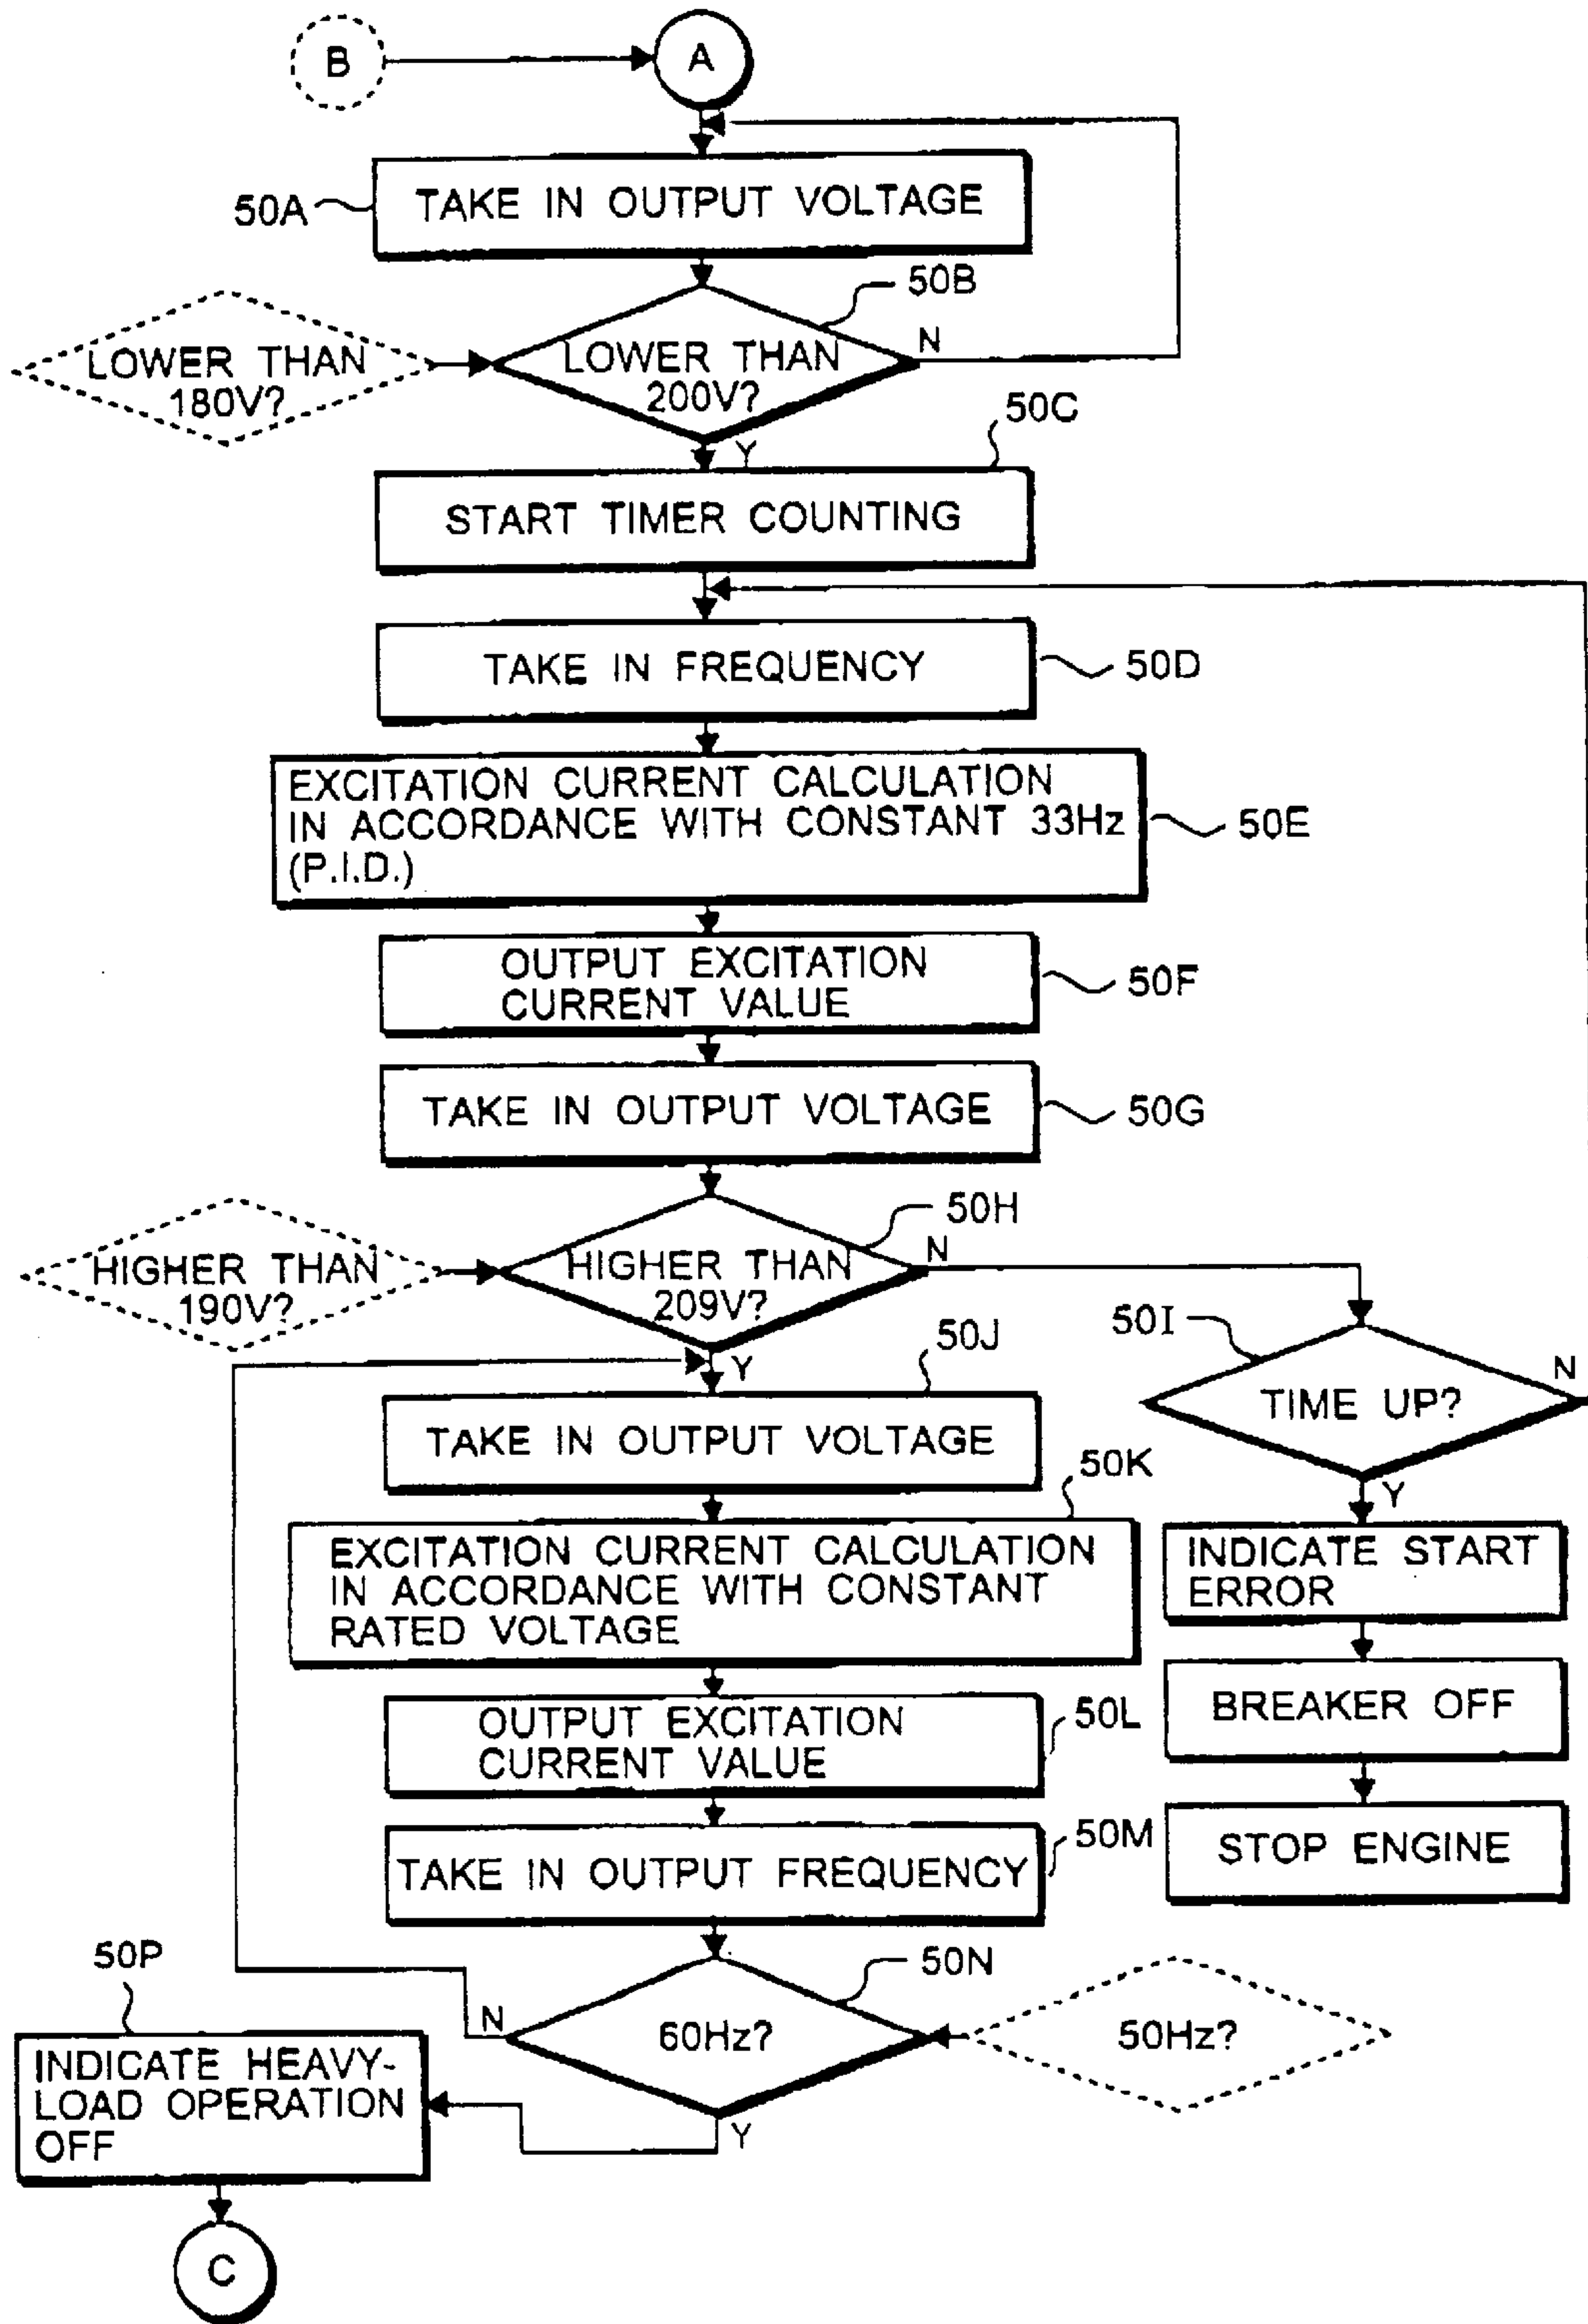 B
A
TAKE IN OUTPUT VOLTAGE
50A
50B
LOWER THAN
180V?
LOWER THAN
200V?
N
Y
50C
START TIMER COUNTING
TAKE IN FREQUENCY
50D
EXCITATION CURRENT CALCULATION
IN ACCORDANCE WITH CONSTANT 33Hz
(P.I.D.)
50E
OUTPUT EXCITATION
CURRENT VALUE
50F
TAKE IN OUTPUT VOLTAGE
50G
50H
HIGHER THAN
190V?
HIGHER THAN
209V?
N
Y
50I
TIME UP?
N
Y
50J
TAKE IN OUTPUT VOLTAGE
50K
EXCITATION CURRENT CALCULATION
IN ACCORDANCE WITH CONSTANT
RATED VOLTAGE
INDICATE START
ERROR
OUTPUT EXCITATION
CURRENT VALUE
50L
BREAKER OFF
50M
TAKE IN OUTPUT FREQUENCY
STOP ENGINE
50N
60Hz?
N
Y
50Hz?
50P
INDICATE HEAVY-
LOAD OPERATION
OFF
C